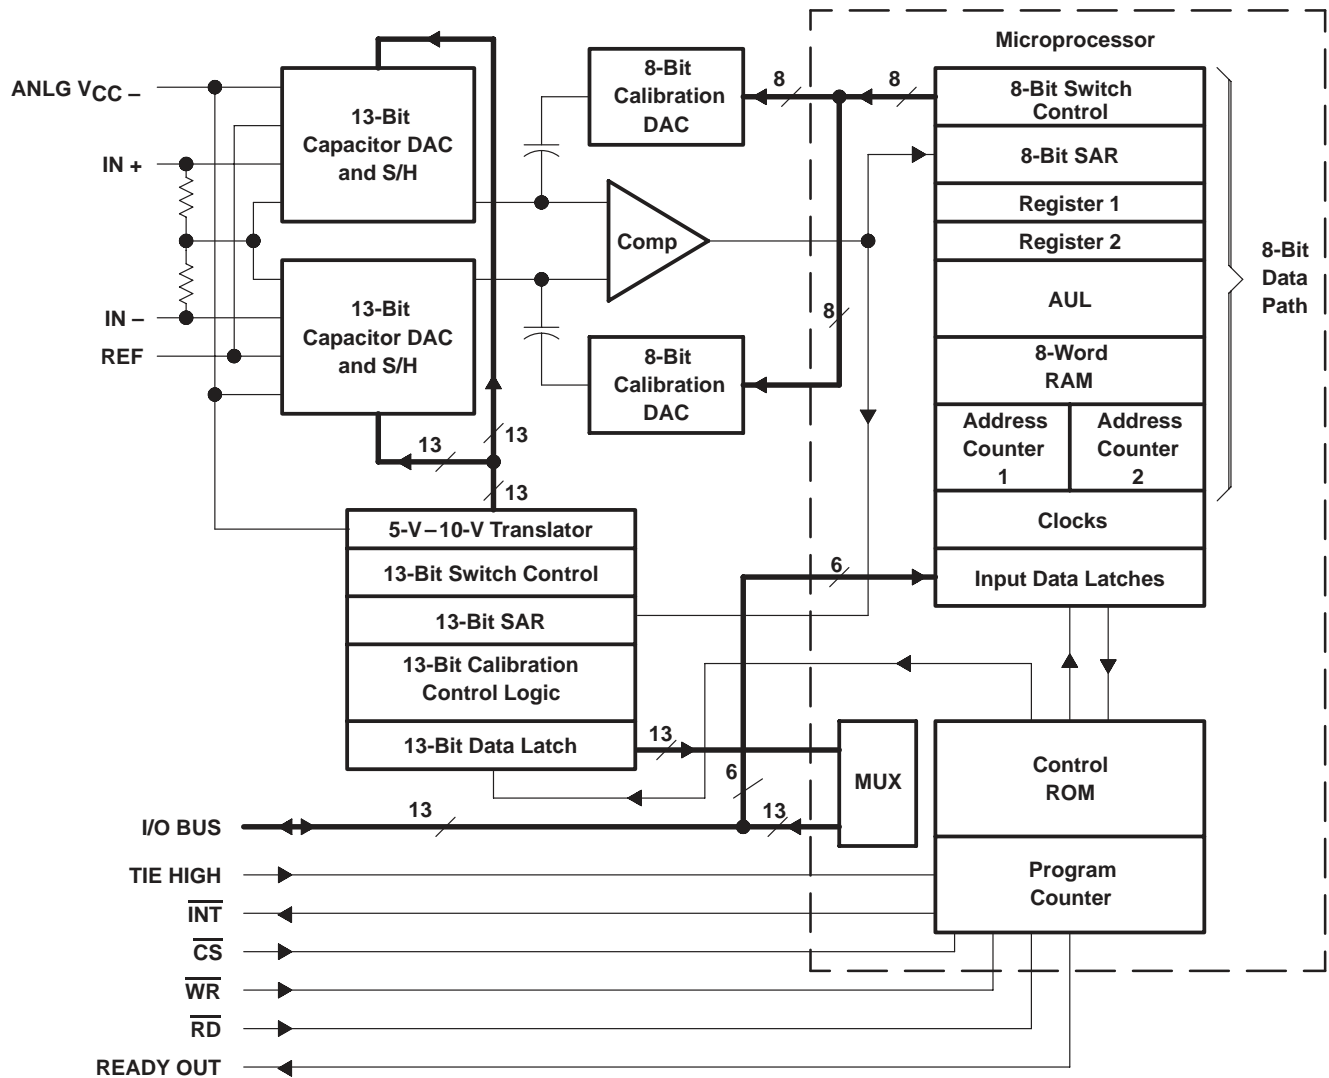 Microprocessor
ANLG VCC –
IN +
IN –
REF
13-Bit
Capacitor DAC
and S/H
13-Bit
Capacitor DAC
and S/H
8-Bit
Calibration
DAC
8
8
Comp
8
8-Bit
Calibration
DAC
8-Bit Switch
Control
8-Bit SAR
Register 1
Register 2
AUL
8-Word
RAM
Address
Counter
1
Address
Counter
2
Clocks
Input Data Latches
8-Bit
Data
Path
13
13
13
5-V–10-V Translator
13-Bit Switch Control
13-Bit SAR
13-Bit Calibration
Control Logic
13-Bit Data Latch
6
13
6
MUX
Control
ROM
Program
Counter
I/O BUS
13
13
TIE HIGH
INT
CS
WR
RD
READY OUT